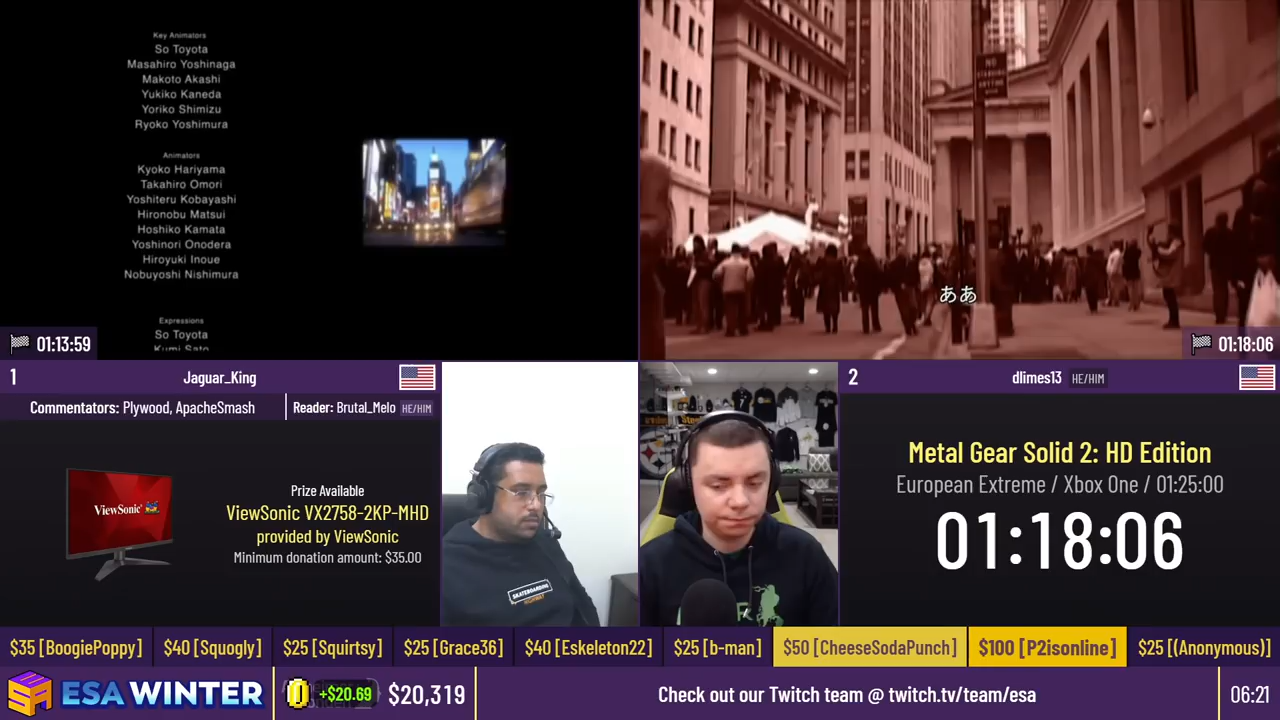 Key Animators
So Toyota
Masahiro Yoshinaga
Makoto Akashi
Yukiko Kaneda
Yoriko Shimizu
Ryoko Yoshimura
Animators
Kyoko Hariyama
Takahiro Omori
Yoshiteru Kobayashi
Hironobu Matsui
Hoshiko Kamata
Yoshinori Onodera
Hiroyuki Inoue
Nobuyoshi Nishimura
Expressions
So Toyota
Kumi Sato
01:13:59
NO
STANDING
ANYTIME
ああ
01:18:06
1
Jaguar_King
Commentators: Plywood, ApacheSmash
Reader: Brutal_Melo HE/HIM
Prize Available
ViewSonic VX2758-2KP-MHD
provided by ViewSonic
Minimum donation amount: $35.00
ViewSonic
SKATEBOARDING
2
dlimes13 HE/HIM
Metal Gear Solid 2: HD Edition
European Extreme / Xbox One / 01:25:00
01:18:06
$35 [BoogiePoppy]
$40 [Squogly]
$25 [Squirtsy]
$25 [Grace36]
$40 [Eskeleton22]
$25 [b-man]
$50 [CheeseSodaPunch]
$100 [P2isonline]
$25 [(Anonymous)]
ESA WINTER
+$20.69
$20,319
Check out our Twitch team @ twitch.tv/team/esa
06:21